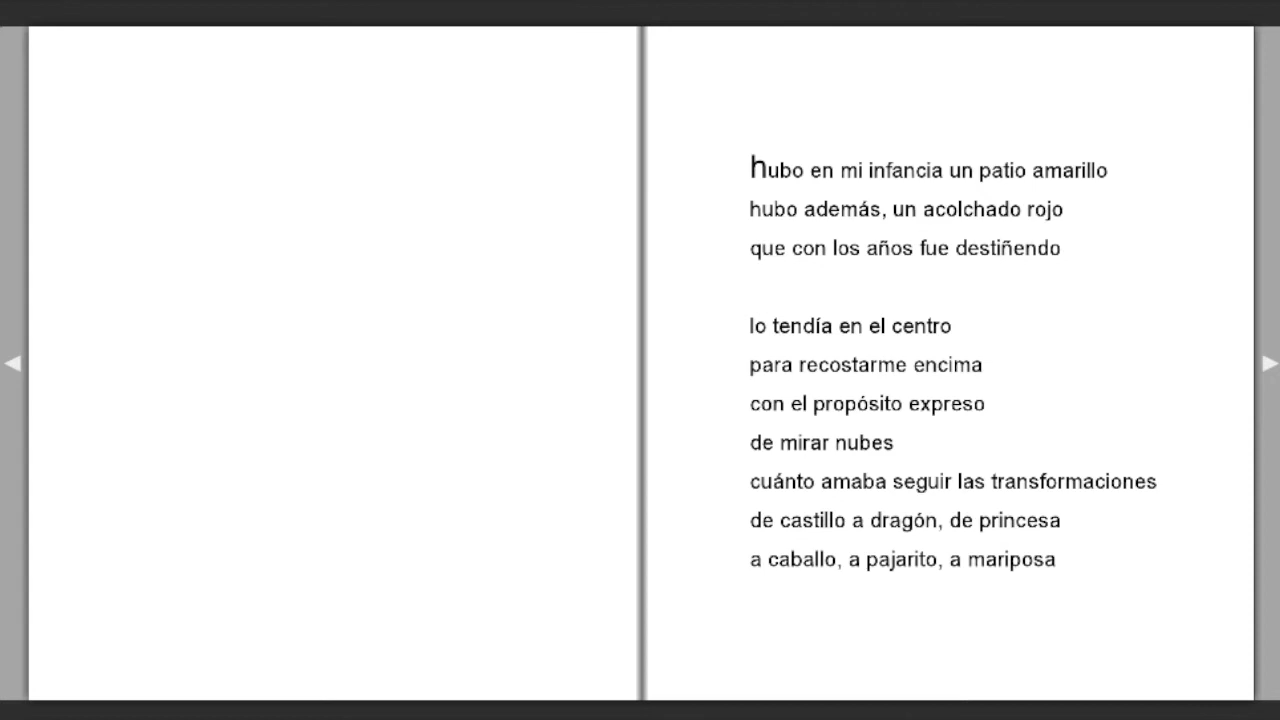 hubo en mi infancia un patio amarillo
hubo además, un acolchado rojo
que con los años fue destiñendo
lo tendía en el centro
para recostarme encima
con el propósito expreso
de mirar nubes
cuánto amaba seguir las transformaciones
de castillo a dragón, de princesa
a caballo, a pajarito, a mariposa